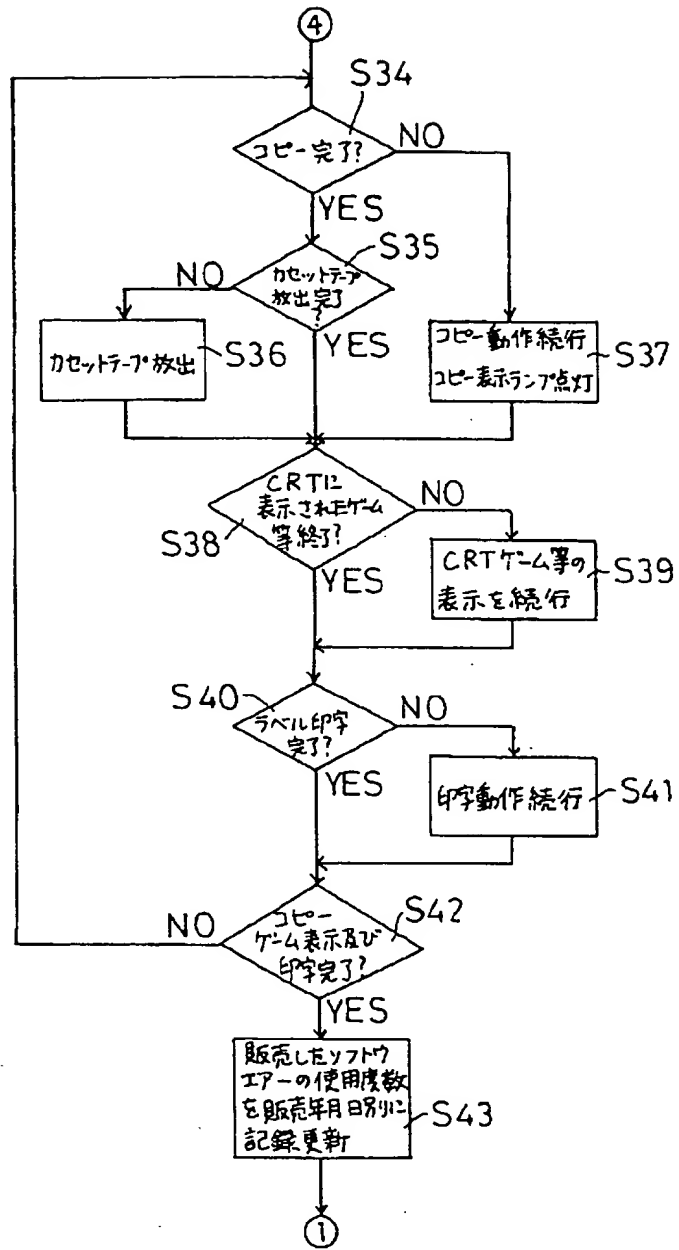 ④
S34
コピー完了?
NO
YES
S35
カセットテープ
放出完了
?
NO
YES
カセットテープ放出
S36
コピー動作続行
コピー表示ランプ点灯
S37
CRTに
表示されたゲーム
等終了?
NO
S38
YES
CRTゲーム等の
表示を続行
S39
S40
ラベル印字
完了?
NO
YES
印字動作続行
S41
コピー
ゲーム表示及び
印字完了?
NO
S42
YES
販売したソフトウ
エアーの使用度数
を販売年月日別に
記録更新
S43
①